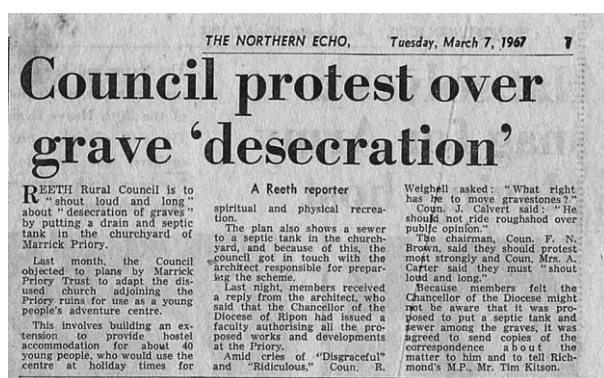 THE NORTHERN ECHO, Tuesday, March 7, 1967 7
Council protest over
grave ‘desecration’
REETH Rural Council is to
"shout loud and long"
about "desecration of graves"
by putting a drain and septic
tank in the churchyard of
Marrick Priory.
Last month, the Council
objected to plans by Marrick
Priory Trust to adapt the dis-
used church adjoining the
Priory ruins for use as a young
people's adventure centre.
This involves building an ex-
tension to provide hostel
accommodation for about 40
young people, who would use the
centre at holiday times for
A Reeth reporter
spiritual and physical recrea-
tion.
The plan also shows a sewer
to a septic tank in the church-
yard, and because of this, the
council got in touch with the
architect responsible for prepar-
ing the scheme.
Last night, members received
a reply from the architect, who
said that the Chancellor of the
Diocese of Ripon had issued a
faculty authorising all the pro-
posed works and developments
at the Priory.
Amid cries of "Disgraceful"
and "Ridiculous," Coun. R.
Weighell asked: "What right
has he to move gravestones?"
Coun. J. Calvert said: "He
should not ride roughshod over
public opinion."
The chairman, Coun. F. N.
Brown, said they should protest
most strongly and Coun. Mrs. A.
Carter said they must "shout
loud and long."
Because members felt the
Chancellor of the Diocese might
not be aware that it was pro-
posed to put a septic tank and
sewer among the graves, it was
agreed to send copies of the
correspondence about the
matter to him and to tell Rich-
mond's M.P., Mr. Tim Kitson.